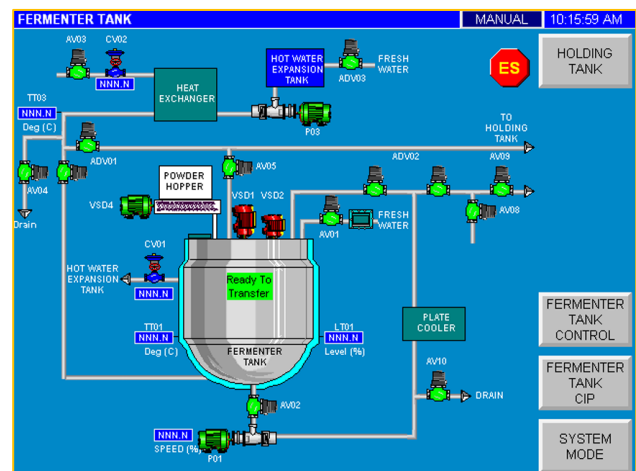 FERMENTER TANK
MANUAL
10:15:59 AM
AV03
CV02
NNN.N
HOT WATER
EXPANSION
TANK
FRESH
WATER
ADV03
ES
HOLDING
TANK
TT03
NNN.N
Deg (C)
HEAT
EXCHANGER
P03
TO
HOLDING
TANK
ADV01
AV04
Drain
AV05
ADV02
AV09
POWDER
HOPPER
VSD4
VSD1
VSD2
AV01
FRESH
WATER
AV08
CV01
HOT WATER
EXPANSION
TANK
NNN.N
Ready To
Transfer
TT01
NNN.N
Deg (C)
LT01
NNN.N
Level (%)
FERMENTER
TANK
PLATE
COOLER
FERMENTER
TANK
CONTROL
AV10
DRAIN
FERMENTER
TANK
CIP
AV02
NNN.N
SPEED (%)
P01
SYSTEM
MODE